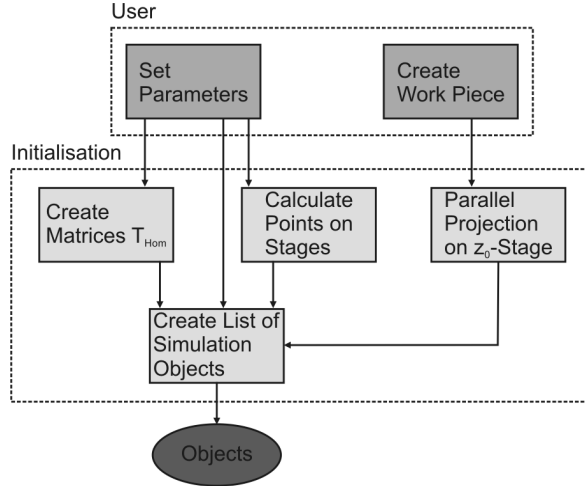 User
Set
Parameters
Create
Work Piece
Initialisation
Create
Matrices T_Hom
Calculate
Points on
Stages
Parallel
Projection
on z₀-Stage
Create List of
Simulation
Objects
Objects